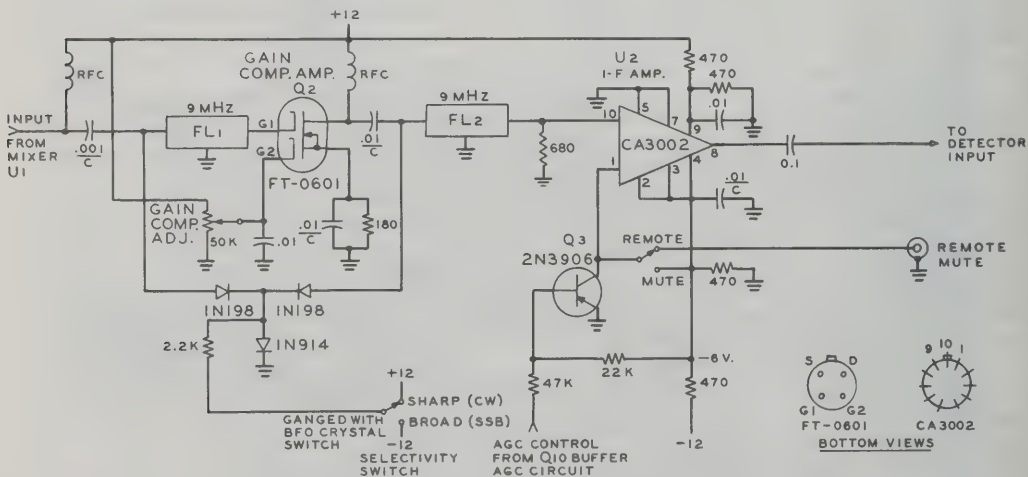 +12
RFC
GAIN
COMP. AMP.
Q2
RFC
U2
I-F AMP.
470
470
.01
9 MHz
FL1
G1
G2
FT-0601
INPUT
FROM
MIXER
U1
.001
C
.01
C
9 MHz
FL2
680
10
5
7
9
CA3002
8
4
1
2
3
0.1
TO
DETECTOR
INPUT
.01
C
GAIN
COMP.
ADJ.
50K
.01
.01
C
180
Q3
2N3906
REMOTE
MUTE
470
REMOTE
MUTE
1N198
1N198
2.2K
1N914
-6V.
22K
47K
470
-12
+12
SHARP (CW)
BROAD (SSB)
-12
GANGED WITH
BFO CRYSTAL
SWITCH
SELECTIVITY
SWITCH
AGC CONTROL
FROM Q10 BUFFER
AGC CIRCUIT
S
D
G1
G2
FT-0601
9 10 1
CA3002
BOTTOM VIEWS